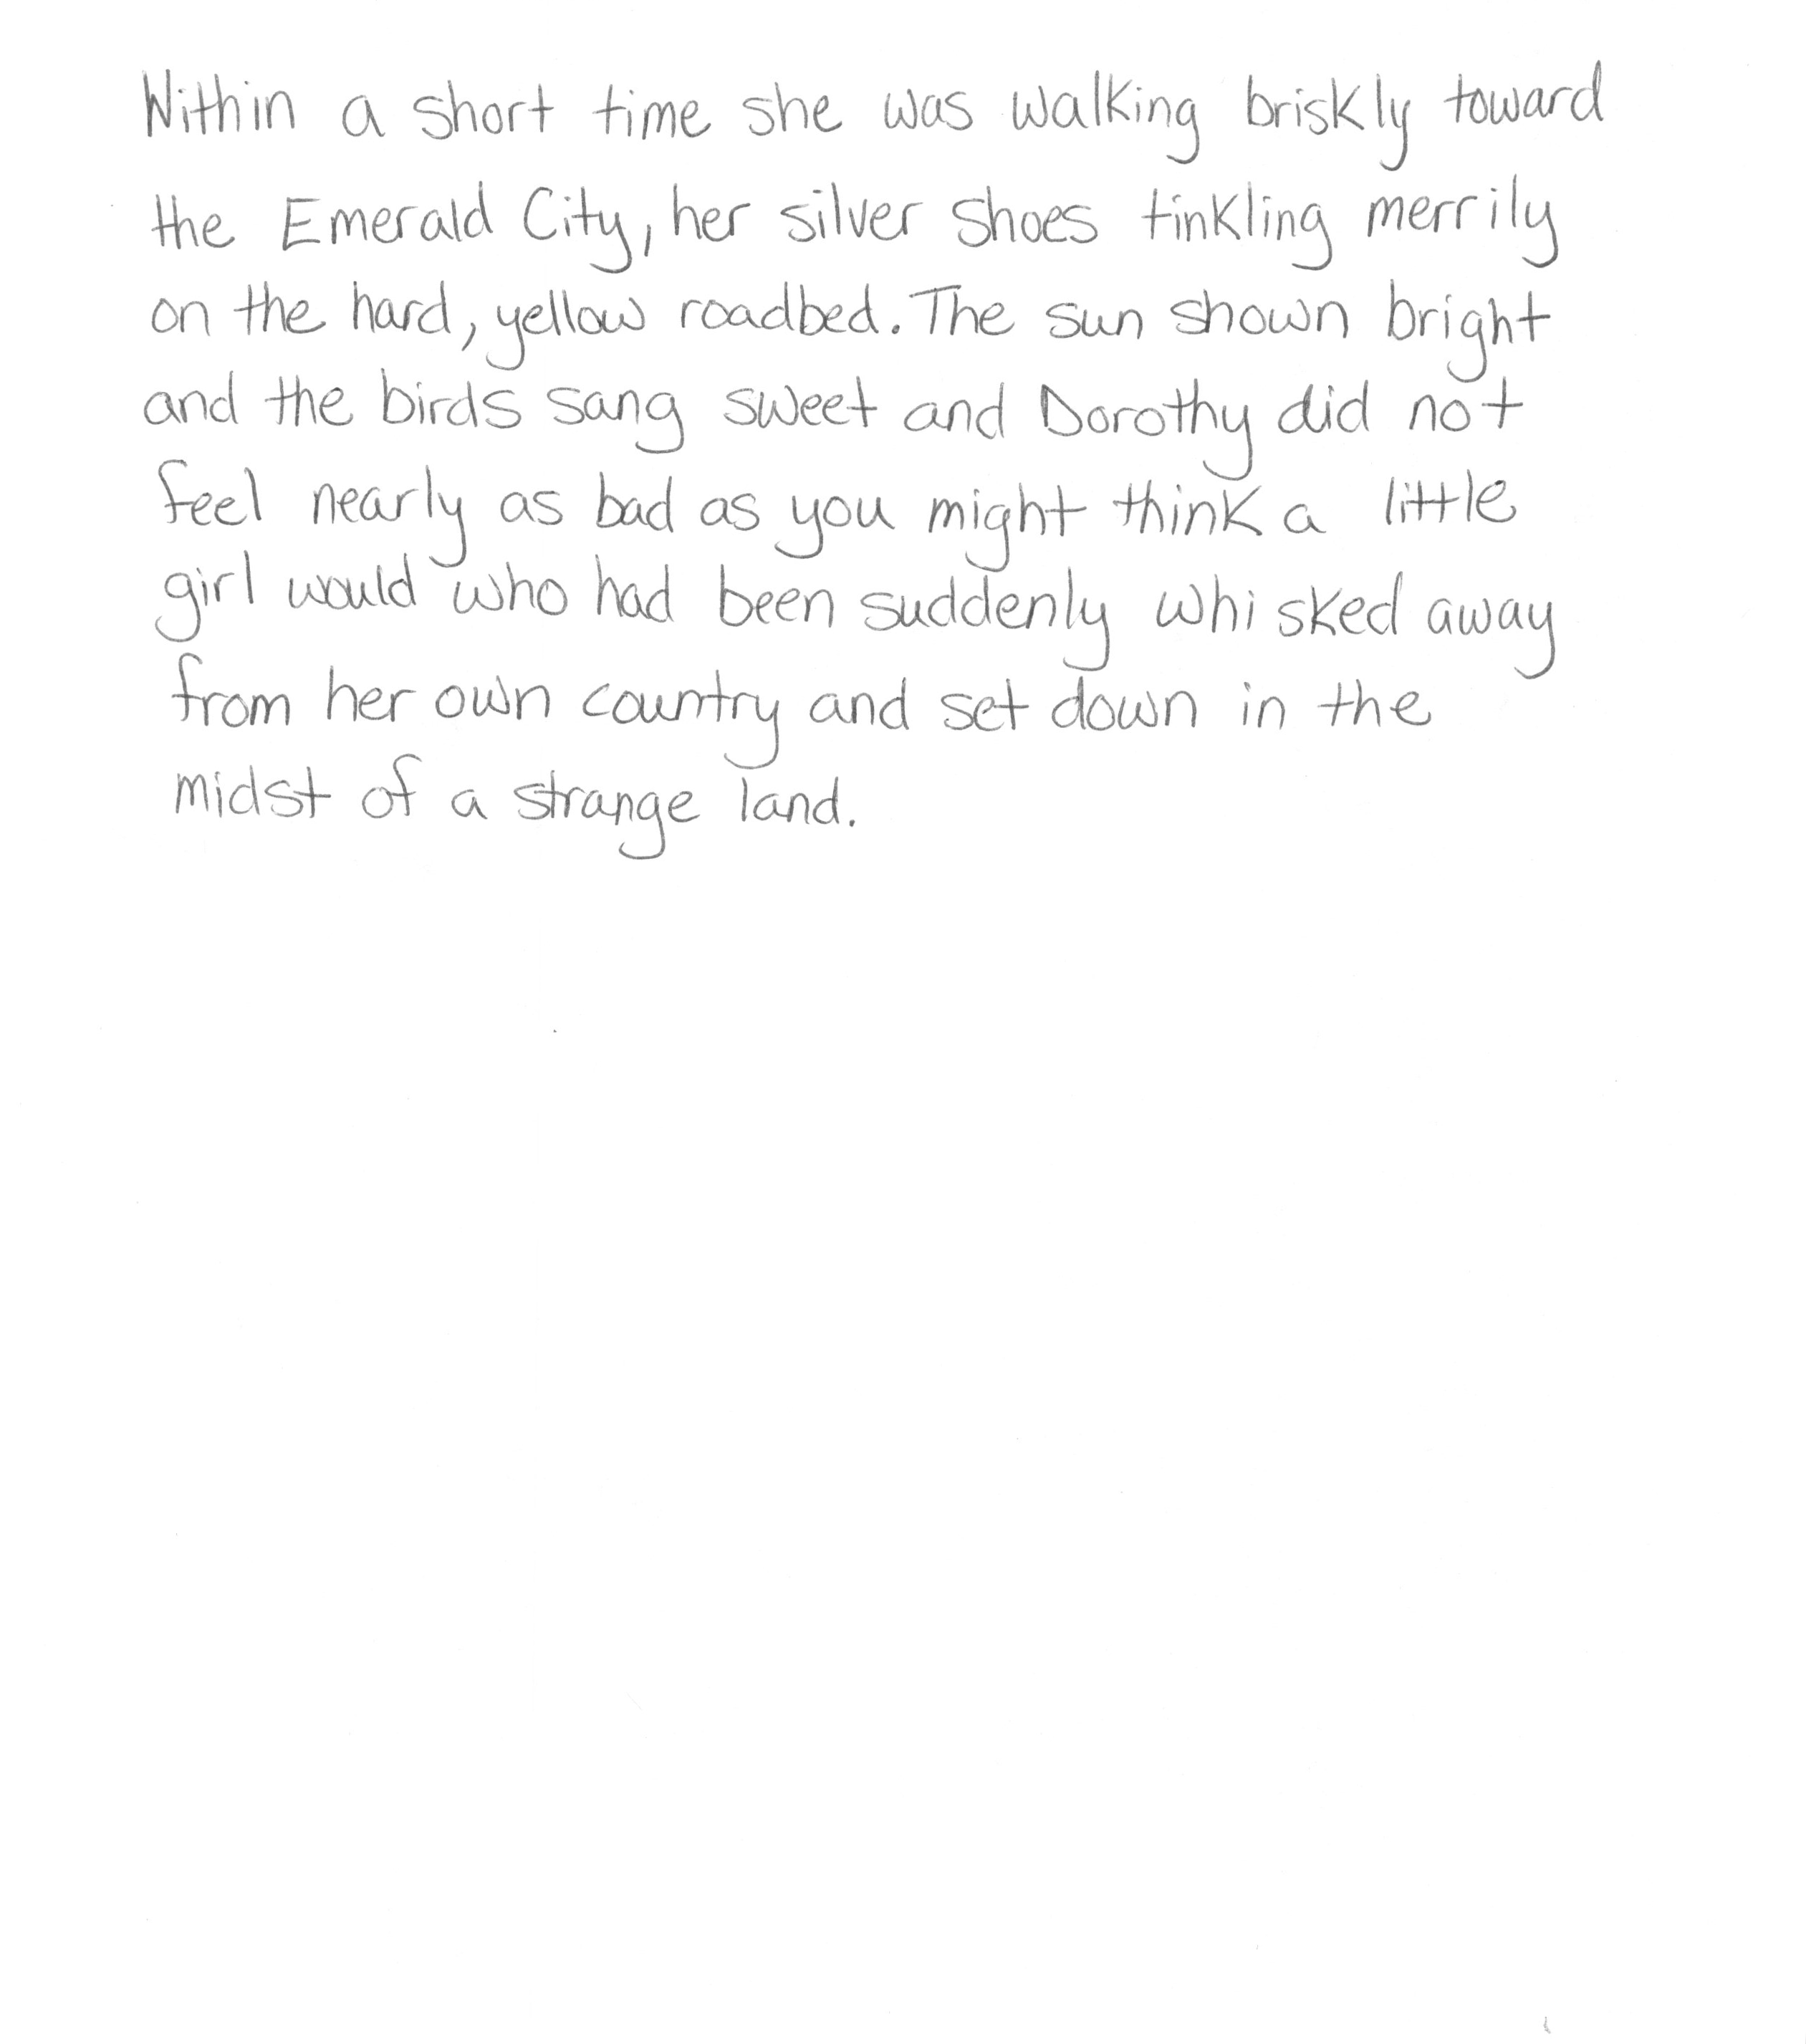 Within a short time she was walking briskly toward
the Emerald City, her silver shoes tinkling merrily
on the hard, yellow roadbed. The sun shown bright
and the birds sang sweet and Dorothy did not
feel nearly as bad as you might think a little
girl would who had been suddenly whisked away
from her own country and set down in the
midst of a strange land.